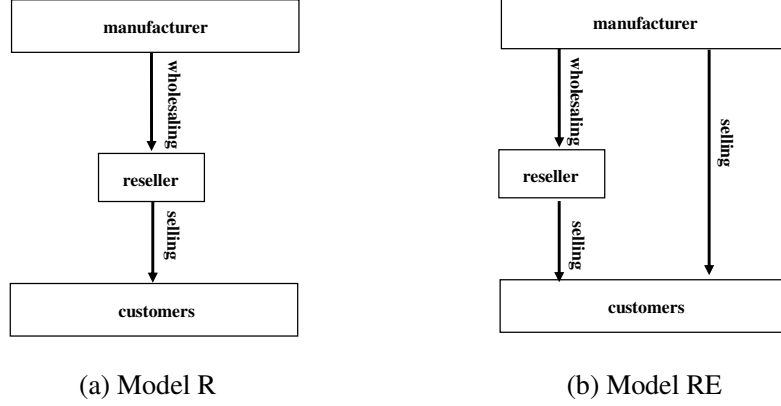 manufacturer
wholesaling
reseller
selling
customers
(a) Model R
manufacturer
wholesaling
selling
reseller
selling
customers
(b) Model RE